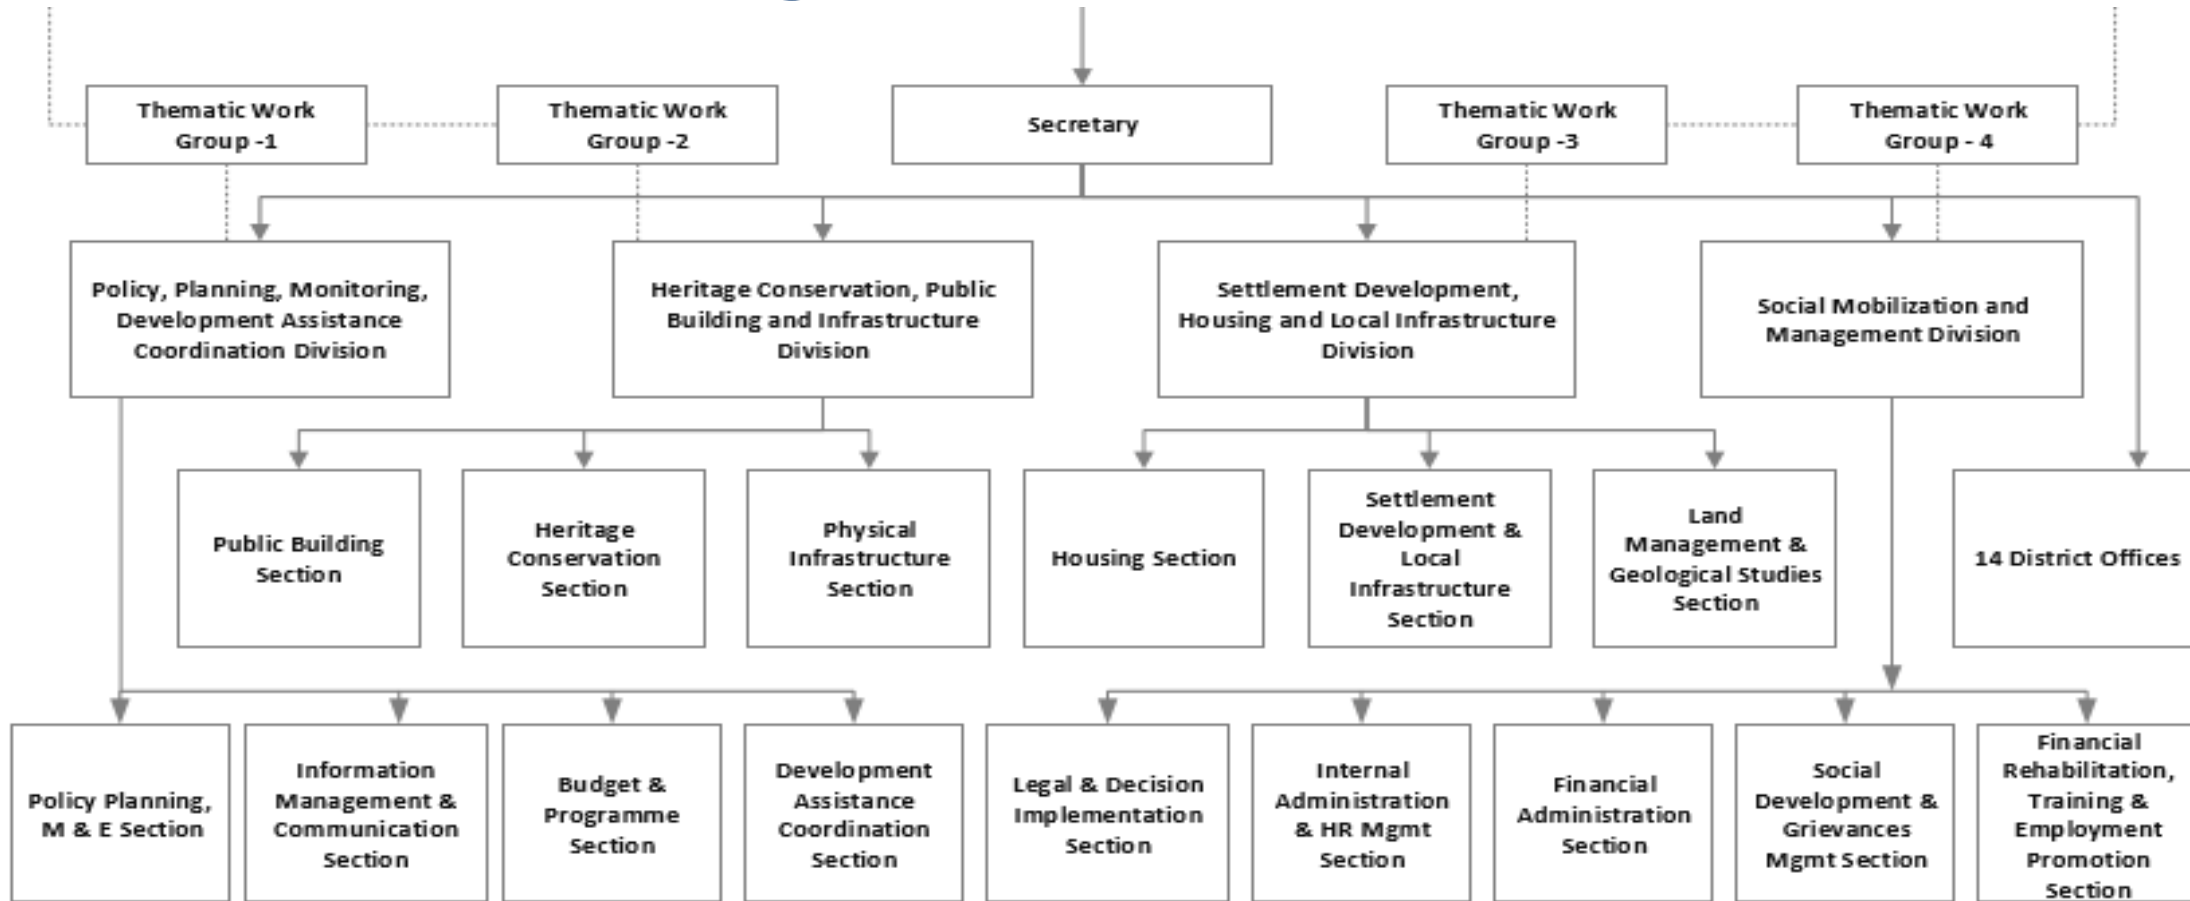 Thematic Work
Group -1
Thematic Work
Group -2
Secretary
Thematic Work
Group -3
Thematic Work
Group - 4
Policy, Planning, Monitoring,
Development Assistance
Coordination Division
Heritage Conservation, Public
Building and Infrastructure
Division
Settlement Development,
Housing and Local Infrastructure
Division
Social Mobilization and
Management Division
Public Building
Section
Heritage
Conservation
Section
Physical
Infrastructure
Section
Housing Section
Settlement
Development &
Local
Infrastructure
Section
Land
Management &
Geological Studies
Section
14 District Offices
Policy Planning,
M & E Section
Information
Management &
Communication
Section
Budget &
Programme
Section
Development
Assistance
Coordination
Section
Legal & Decision
Implementation
Section
Internal
Administration
& HR Mgmt
Section
Financial
Administration
Section
Social
Development &
Grievances
Mgmt Section
Financial
Rehabilitation,
Training &
Employment
Promotion
Section